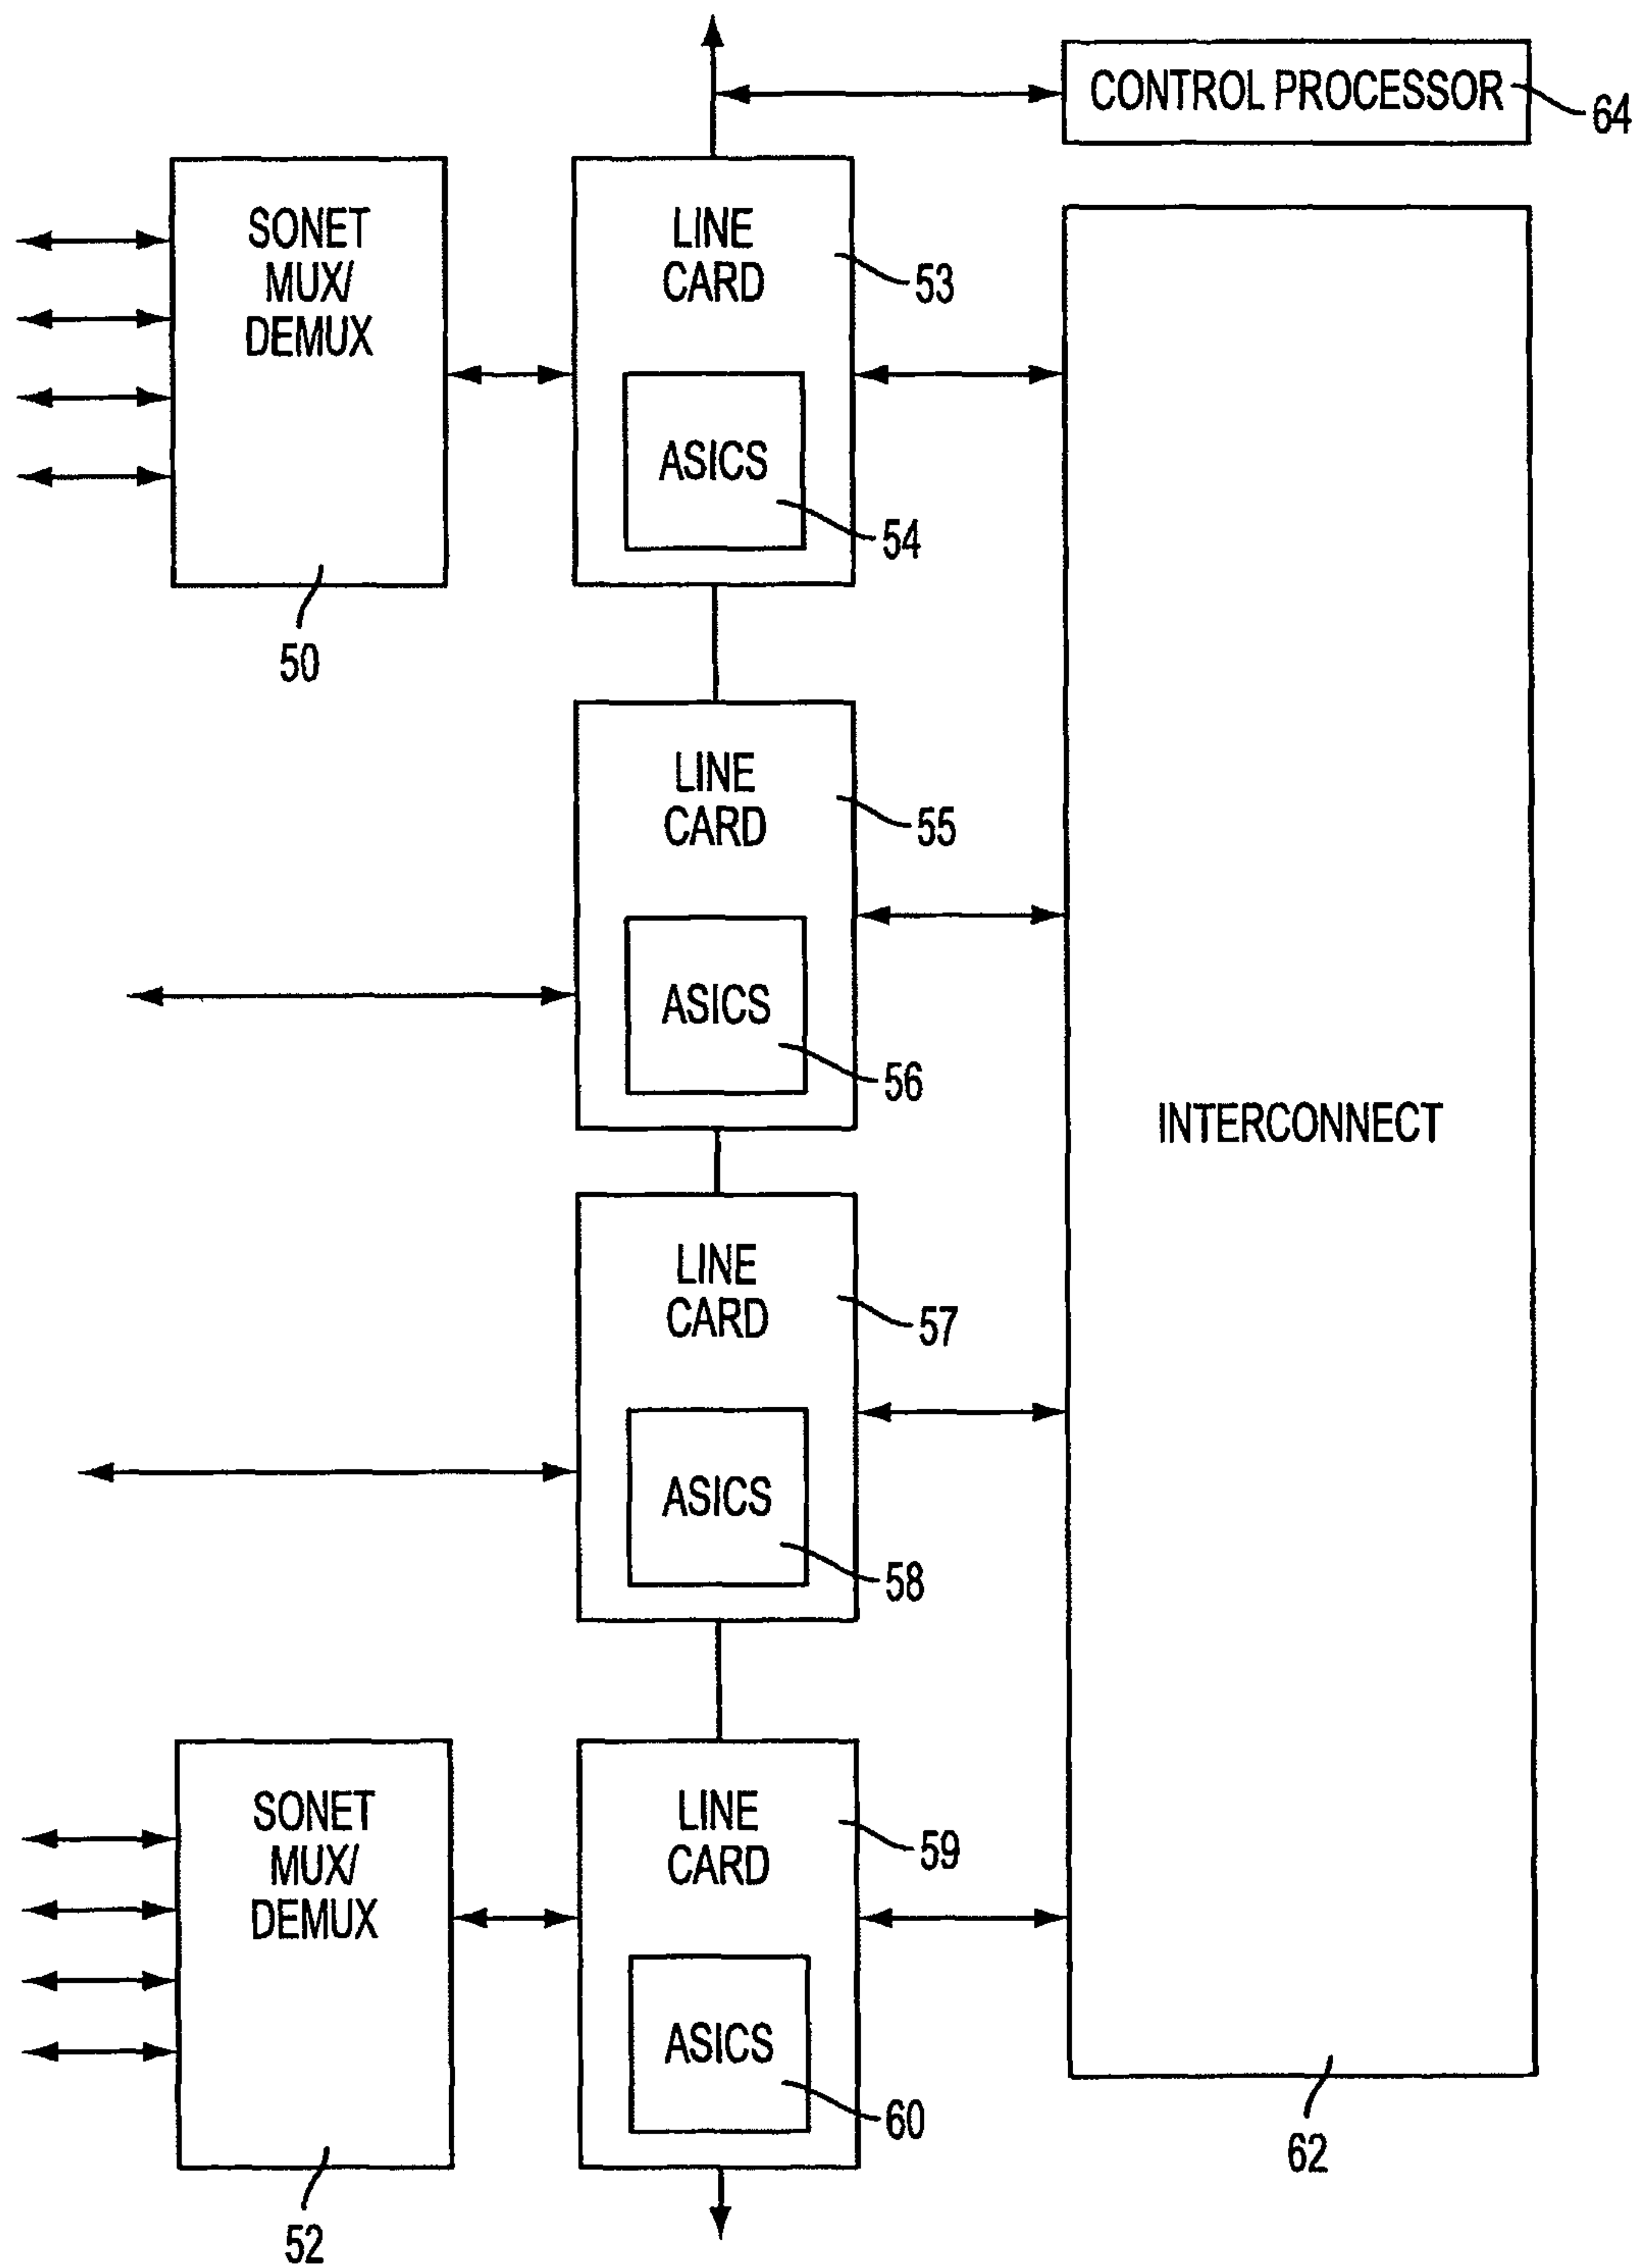 CONTROL PROCESSOR
64
SONET
MUX/
DEMUX
50
LINE
CARD
53
ASICS
54
LINE
CARD
55
ASICS
56
INTERCONNECT
62
LINE
CARD
57
ASICS
58
SONET
MUX/
DEMUX
52
LINE
CARD
59
ASICS
60